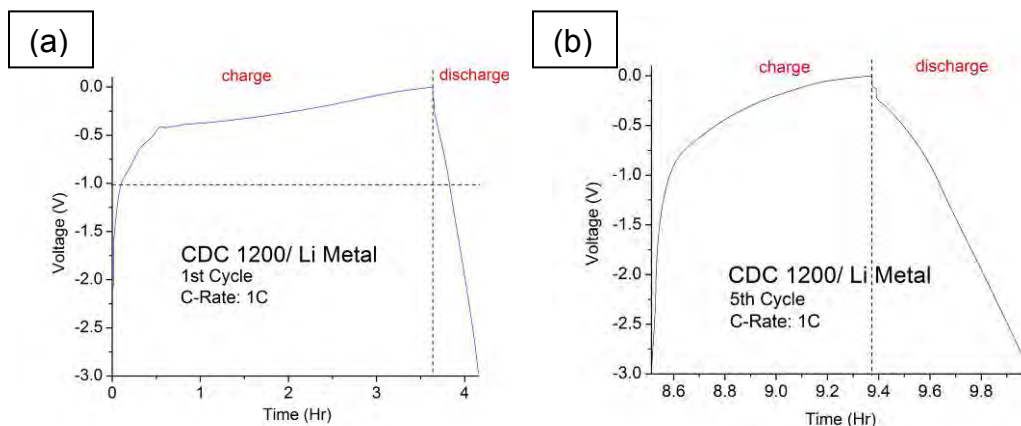 (a)
charge
discharge
0.0
-0.5
-1.0
-1.5
-2.0
-2.5
-3.0
Voltage (V)
CDC 1200/ Li Metal
1st Cycle
C-Rate: 1C
0
1
2
3
4
Time (Hr)
(b)
charge
discharge
0.0
-0.5
-1.0
-1.5
-2.0
-2.5
-3.0
Voltage (V)
CDC 1200/ Li Metal
5th Cycle
C-Rate: 1C
8.6
8.8
9.0
9.2
9.4
9.6
9.8
Time (Hr)